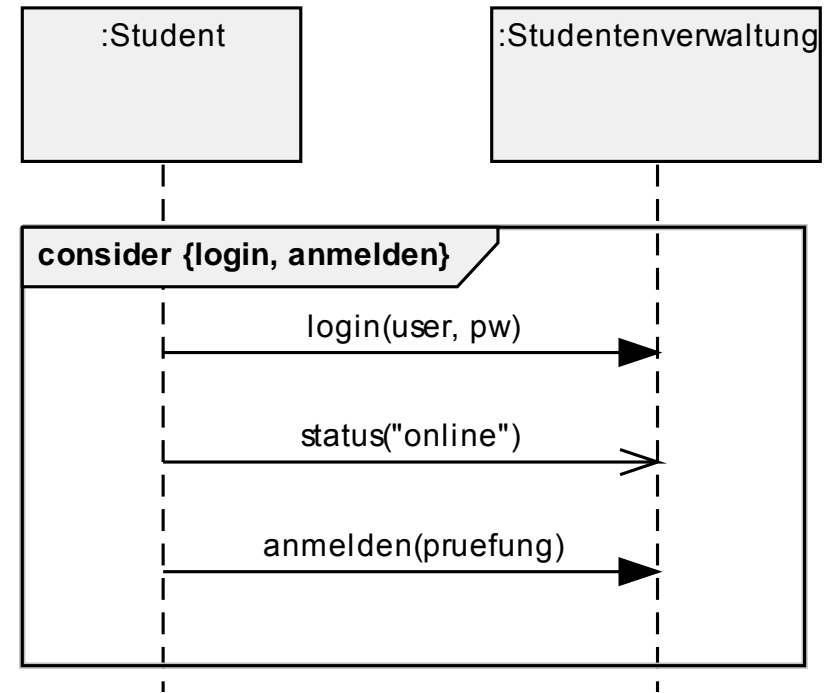 :Student
:Studentenverwaltung
consider {login, anmelden}
login(user, pw)
status("online")
anmelden(pruefung)